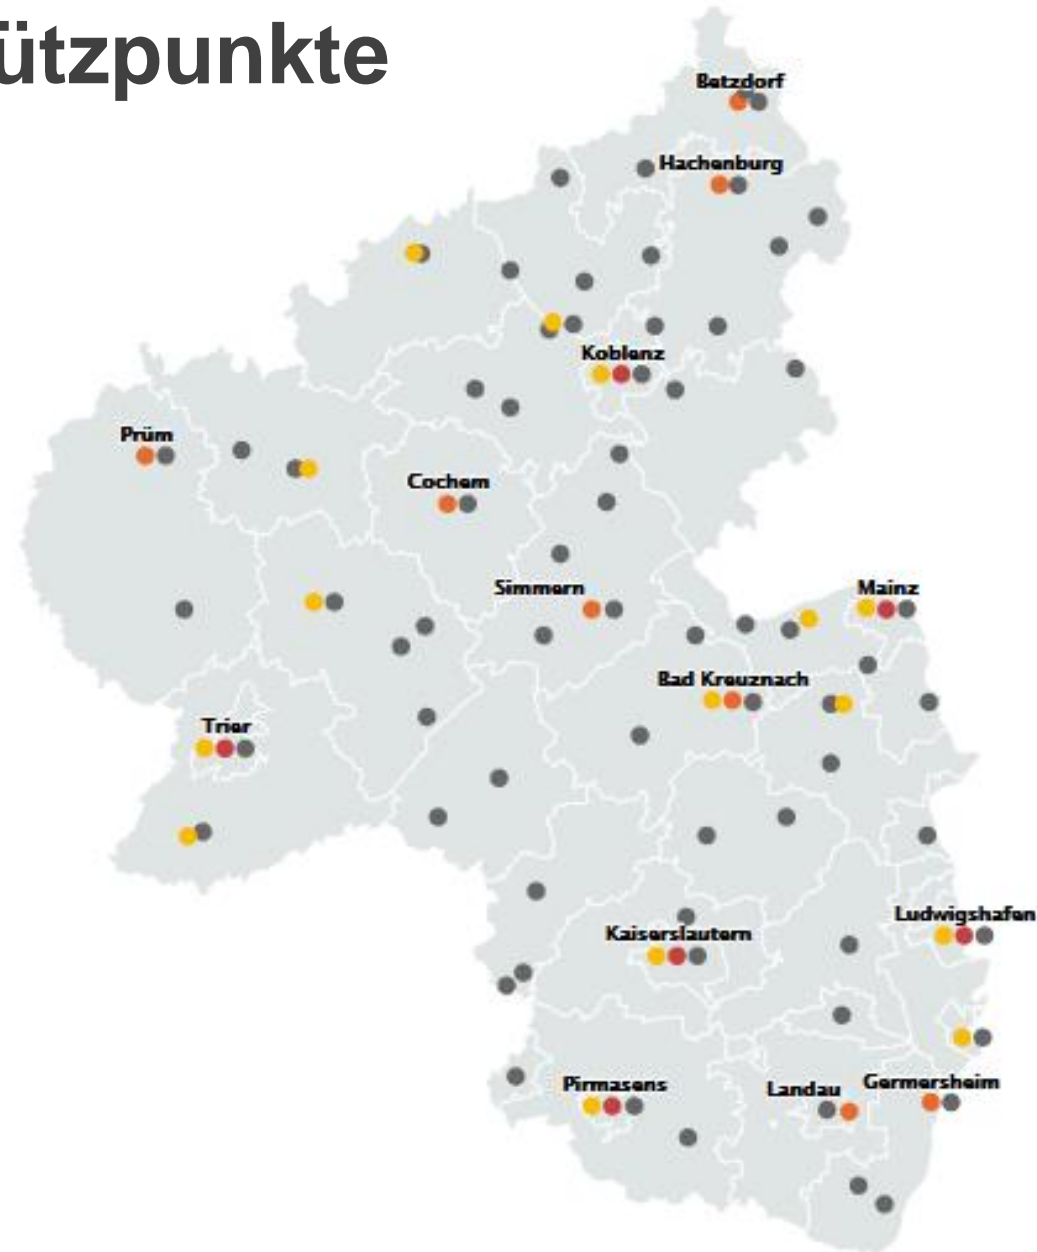 ützpunkte
Betzdorf
Hachenburg
Koblenz
Prüm
Cochem
Simmern
Mainz
Bad Kreuznach
Trier
Ludwigshafen
Kaiserslautern
Pirmasens
Landau
Germersheim